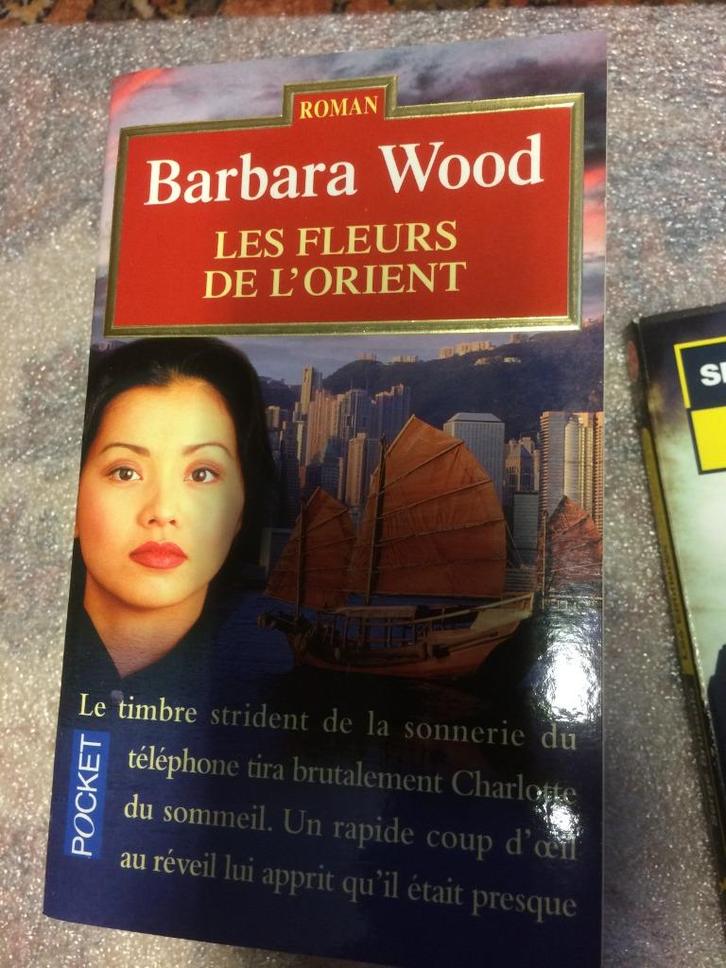 ROMAN
Barbara Wood
LES FLEURS
DE L'ORIENT
Le timbre strident de la sonnerie du
téléphone tira brutalement Charlotte
du sommeil. Un rapide coup d'œil
au réveil lui apprit qu'il était presque
POCKET